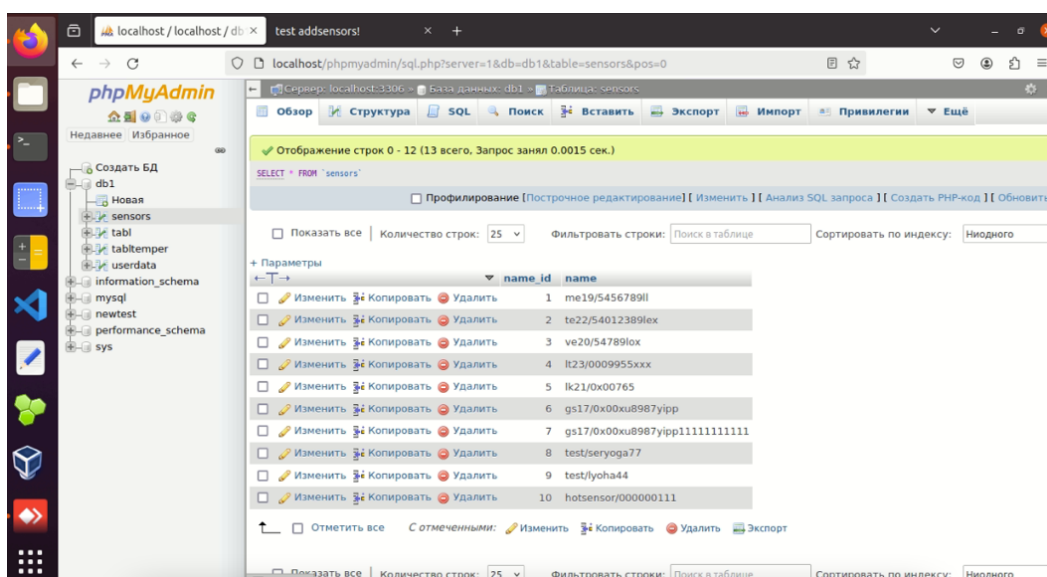 localhost / localhost / db
test addsensors!
localhost/phpmyadmin/sql.php?server=1&db=db1&table=sensors&pos=0
phpMyAdmin
Недавнее Избранное
Создать БД
db1
Новая
sensors
tabl
tabltemper
userdata
information_schema
mysql
newtest
performance_schema
sys
Сервер: localhost:3306 » База данных: db1 » Таблица: sensors
Обзор Структура SQL Поиск Вставить Экспорт Импорт Привилегии Ещё
Отображение строк 0 - 12 (13 всего, Запрос занял 0.0015 сек.)
SELECT * FROM `sensors`
Профилирование [Построчное редактирование] [ Изменить ] [ Анализ SQL запроса ] [ Создать PHP-код ] [ Обновить
Показать все | Количество строк: 25 Фильтровать строки: Поиск в таблице Сортировать по индексу: Ниодного
+ Параметры
←T→ name_id name
Изменить Копировать Удалить 1 me19/5456789ll
Изменить Копировать Удалить 2 te22/54012389lex
Изменить Копировать Удалить 3 ve20/54789lox
Изменить Копировать Удалить 4 lt23/0009955xxx
Изменить Копировать Удалить 5 lk21/0x00765
Изменить Копировать Удалить 6 gs17/0x00xu8987yipp
Изменить Копировать Удалить 7 gs17/0x00xu8987yipp11111111111
Изменить Копировать Удалить 8 test/seryoga77
Изменить Копировать Удалить 9 test/lyoha44
Изменить Копировать Удалить 10 hotsensor/000000111
Отметить все С отмеченными: Изменить Копировать Удалить Экспорт
Показать все | Количество строк: 25 Фильтровать строки: Поиск в таблице Сортировать по индексу: Ниодного